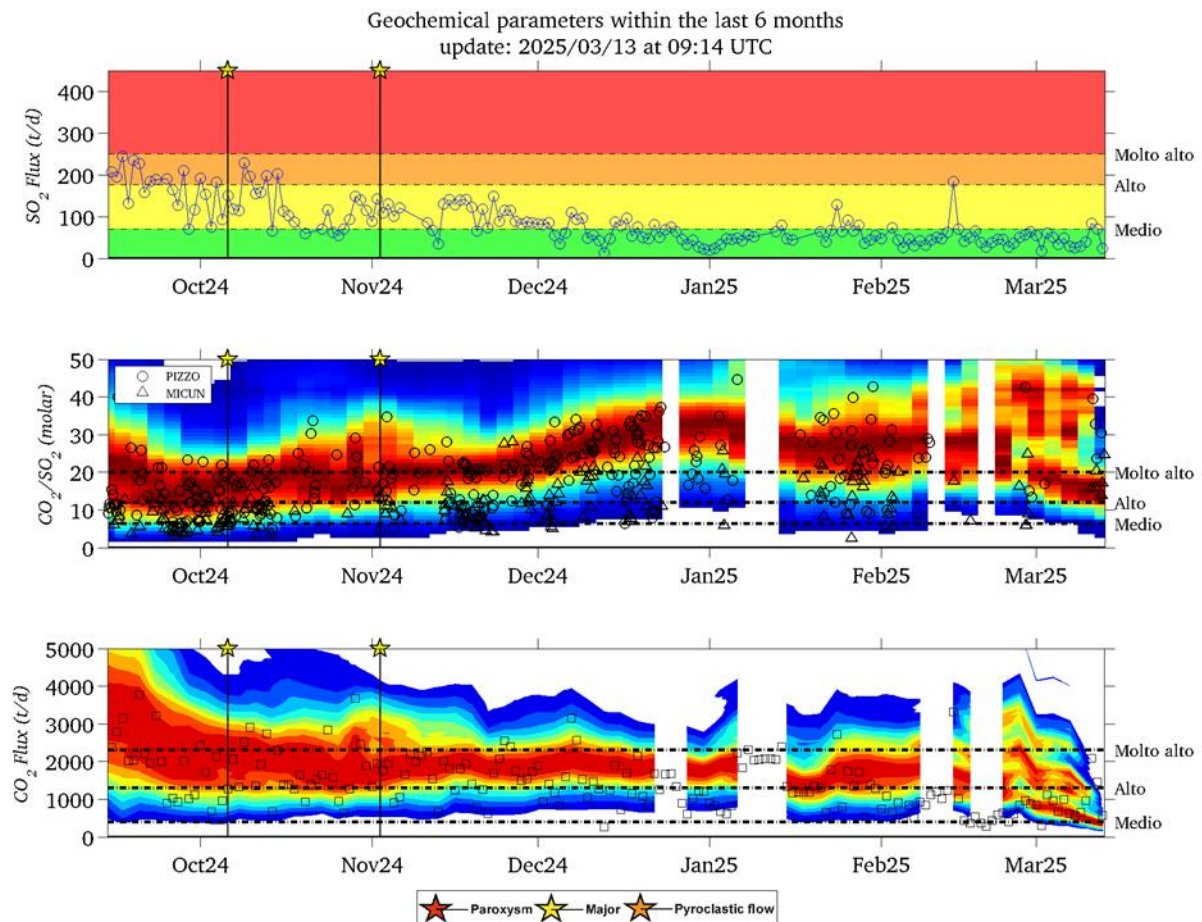 Geochemical parameters within the last 6 months
update: 2025/03/13 at 09:14 UTC
SO2 Flux (t/d)
400
300
200
100
0
Molto alto
Alto
Medio
Oct24 Nov24 Dec24 Jan25 Feb25 Mar25
CO2/SO2 (molar)
50
40
30
20
10
0
PIZZO
MICUN
Molto alto
Alto
Medio
Oct24 Nov24 Dec24 Jan25 Feb25 Mar25
CO2 Flux (t/d)
5000
4000
3000
2000
1000
0
Molto alto
Alto
Medio
Oct24 Nov24 Dec24 Jan25 Feb25 Mar25
Paroxysm Major Pyroclastic flow